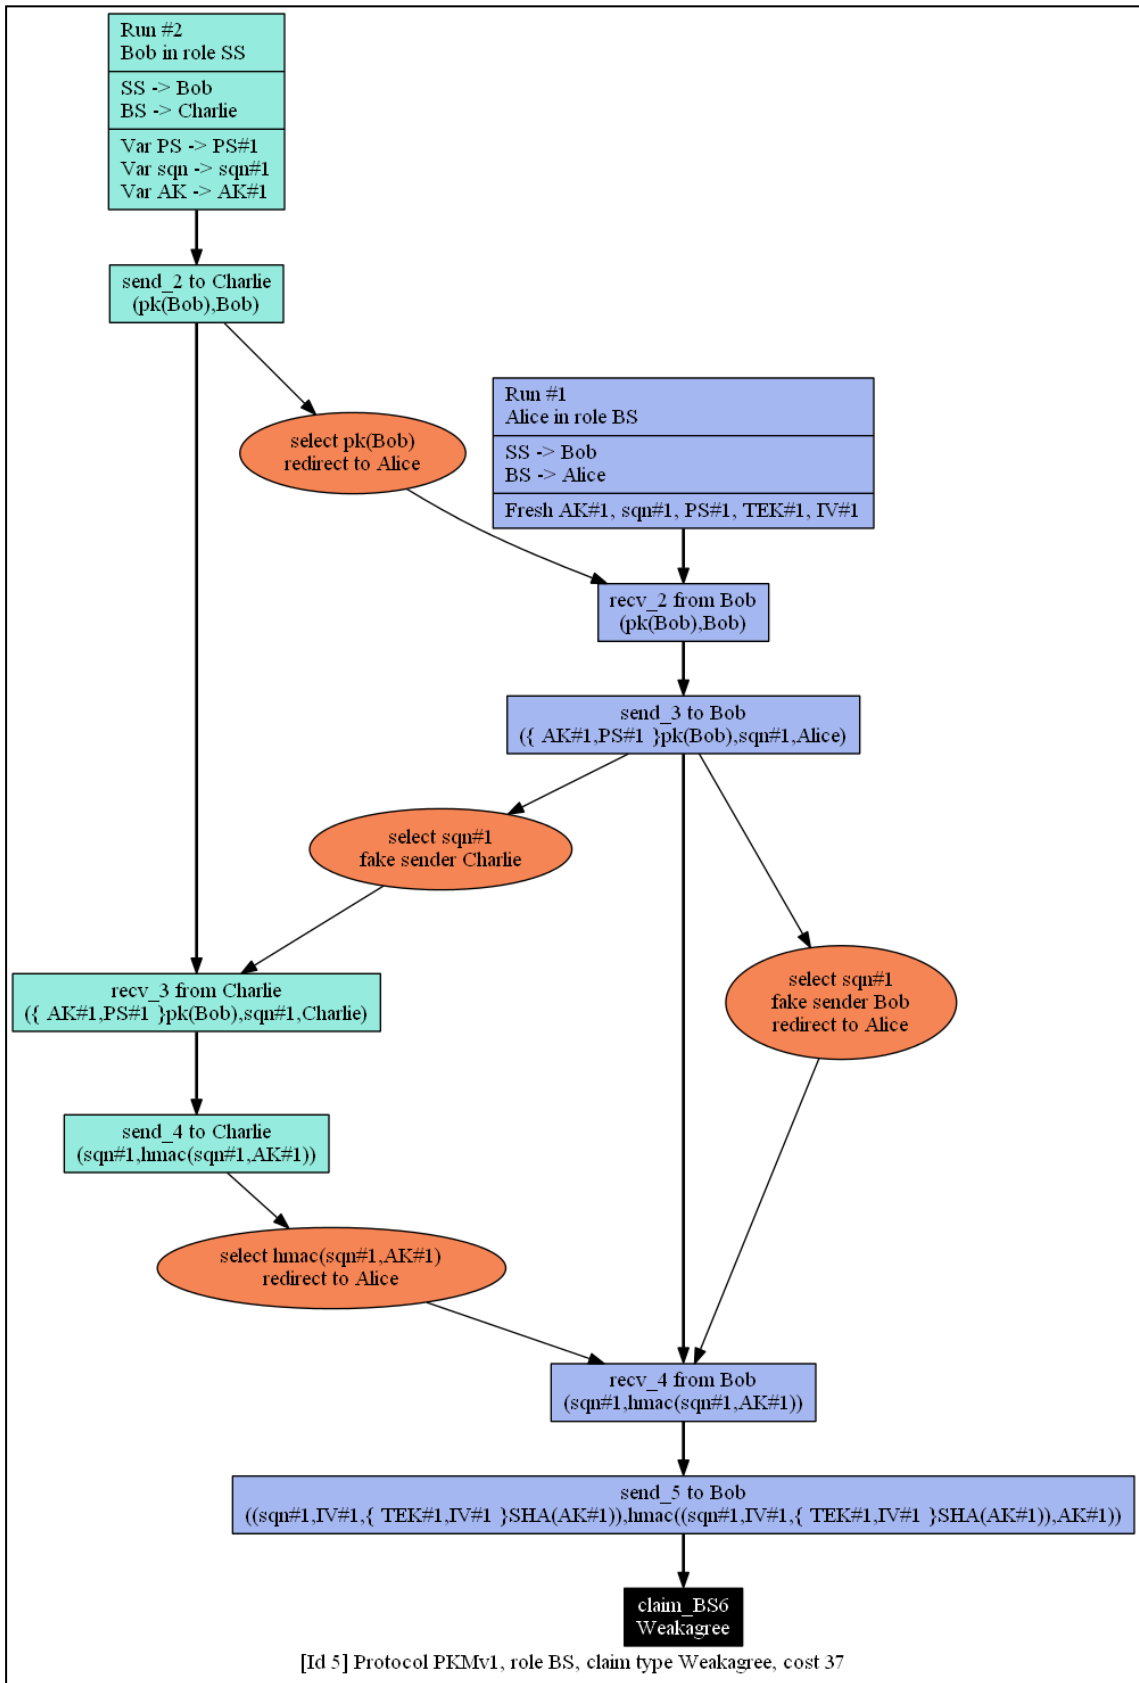 Run #2
Bob in role SS
SS -> Bob
BS -> Charlie
Var PS -> PS#1
Var sqn -> sqn#1
Var AK -> AK#1
send_2 to Charlie
(pk(Bob),Bob)
select pk(Bob)
redirect to Alice
Run #1
Alice in role BS
SS -> Bob
BS -> Alice
Fresh AK#1, sqn#1, PS#1, TEK#1, IV#1
recv_2 from Bob
(pk(Bob),Bob)
send_3 to Bob
({ AK#1,PS#1 }pk(Bob),sqn#1,Alice)
select sqn#1
fake sender Charlie
select sqn#1
fake sender Bob
redirect to Alice
recv_3 from Charlie
({ AK#1,PS#1 }pk(Bob),sqn#1,Charlie)
send_4 to Charlie
(sqn#1,hmac(sqn#1,AK#1))
select hmac(sqn#1,AK#1)
redirect to Alice
recv_4 from Bob
(sqn#1,hmac(sqn#1,AK#1))
send_5 to Bob
((sqn#1,IV#1,{ TEK#1,IV#1 }SHA(AK#1)),hmac((sqn#1,IV#1,{ TEK#1,IV#1 }SHA(AK#1)),AK#1))
claim_BS6
Weakagree
[Id 5] Protocol PKMv1, role BS, claim type Weakagree, cost 37